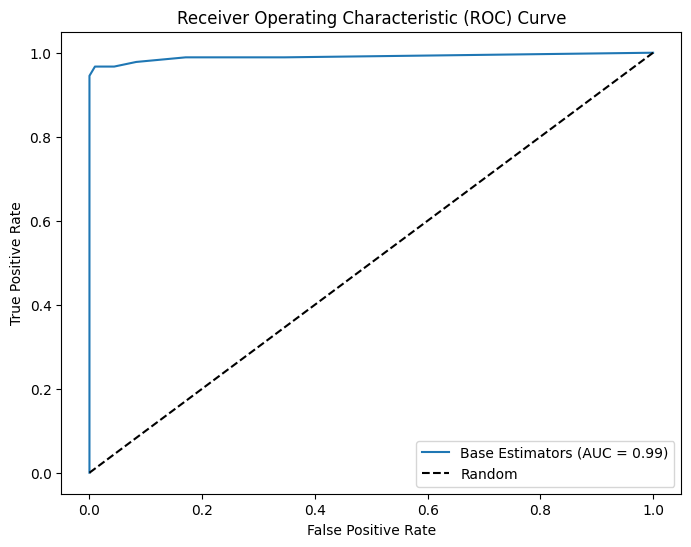 Receiver Operating Characteristic (ROC) Curve
True Positive Rate
1.0
0.8
0.6
0.4
0.2
0.0
Base Estimators (AUC = 0.99)
Random
0.0 0.2 0.4 0.6 0.8 1.0
False Positive Rate